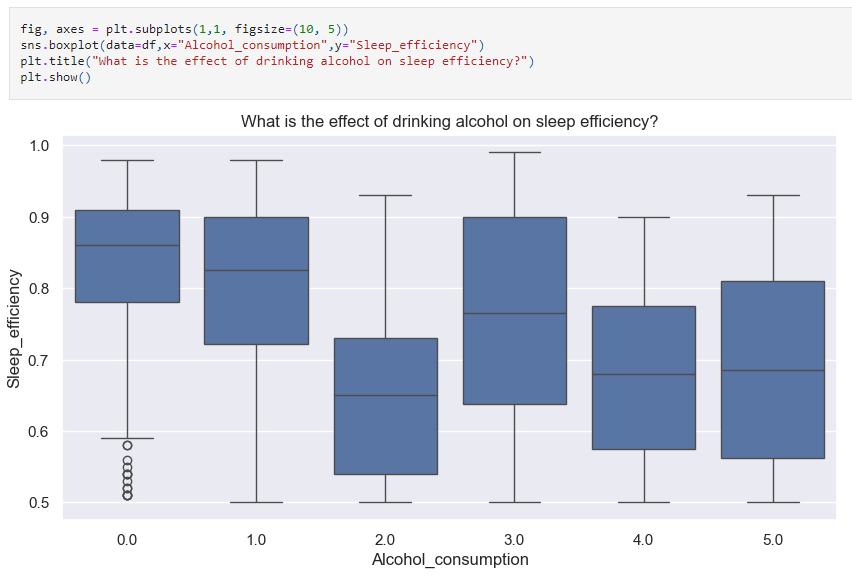 fig, axes = plt.subplots(1,1, figsize=(10, 5))
sns.boxplot(data=df,x="Alcohol_consumption",y="Sleep_efficiency")
plt.title("What is the effect of drinking alcohol on sleep efficiency?")
plt.show()
What is the effect of drinking alcohol on sleep efficiency?
1.0
0.9
0.8
0.7
0.6
0.5
Sleep_efficiency
0.0 1.0 2.0 3.0 4.0 5.0
Alcohol_consumption